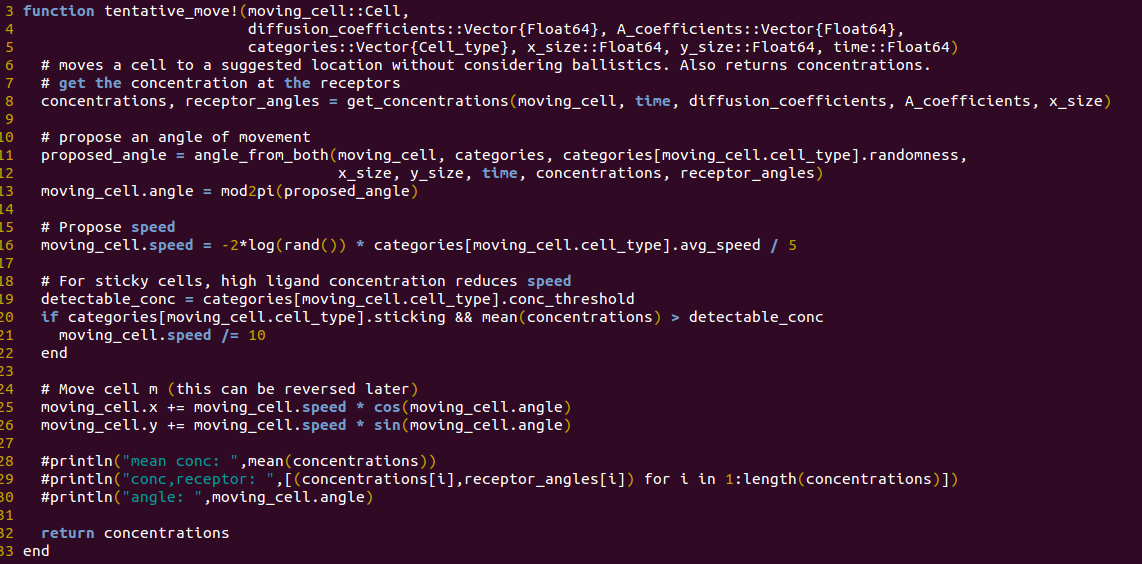 3 function tentative_move!(moving_cell::Cell,
4                          diffusion_coefficients::Vector{Float64}, A_coefficients::Vector{Float64},
5                          categories::Vector{Cell_type}, x_size::Float64, y_size::Float64, time::Float64)
6   # moves a cell to a suggested location without considering ballistics. Also returns concentrations.
7   # get the concentration at the receptors
8   concentrations, receptor_angles = get_concentrations(moving_cell, time, diffusion_coefficients, A_coefficients, x_size)
9
10   # propose an angle of movement
11   proposed_angle = angle_from_both(moving_cell, categories, categories[moving_cell.cell_type].randomness,
12                                    x_size, y_size, time, concentrations, receptor_angles)
13   moving_cell.angle = mod2pi(proposed_angle)
14
15   # Propose speed
16   moving_cell.speed = -2*log(rand()) * categories[moving_cell.cell_type].avg_speed / 5
17
18   # For sticky cells, high ligand concentration reduces speed
19   detectable_conc = categories[moving_cell.cell_type].conc_threshold
20   if categories[moving_cell.cell_type].sticking && mean(concentrations) > detectable_conc
21     moving_cell.speed /= 10
22   end
23
24   # Move cell m (this can be reversed later)
25   moving_cell.x += moving_cell.speed * cos(moving_cell.angle)
26   moving_cell.y += moving_cell.speed * sin(moving_cell.angle)
27
28   #println("mean conc: ",mean(concentrations))
29   #println("conc,receptor: ",[(concentrations[i],receptor_angles[i]) for i in 1:length(concentrations)])
30   #println("angle: ",moving_cell.angle)
31
32   return concentrations
33 end